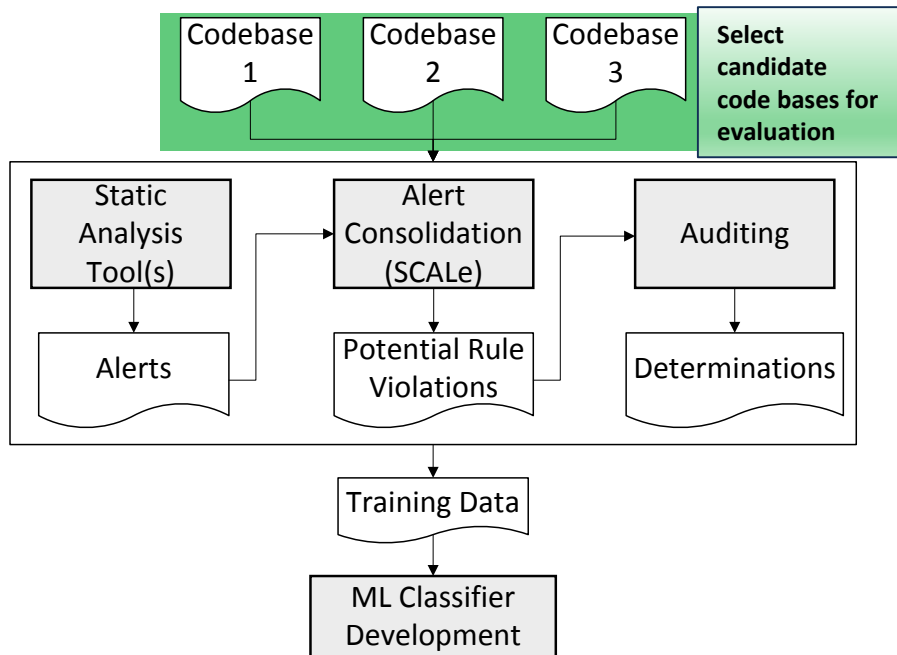 Codebase
1
Codebase
2
Codebase
3
Select
candidate
code bases for
evaluation
Static
Analysis
Tool(s)
Alert
Consolidation
(SCALe)
Auditing
Alerts
Potential Rule
Violations
Determinations
Training Data
ML Classifier
Development